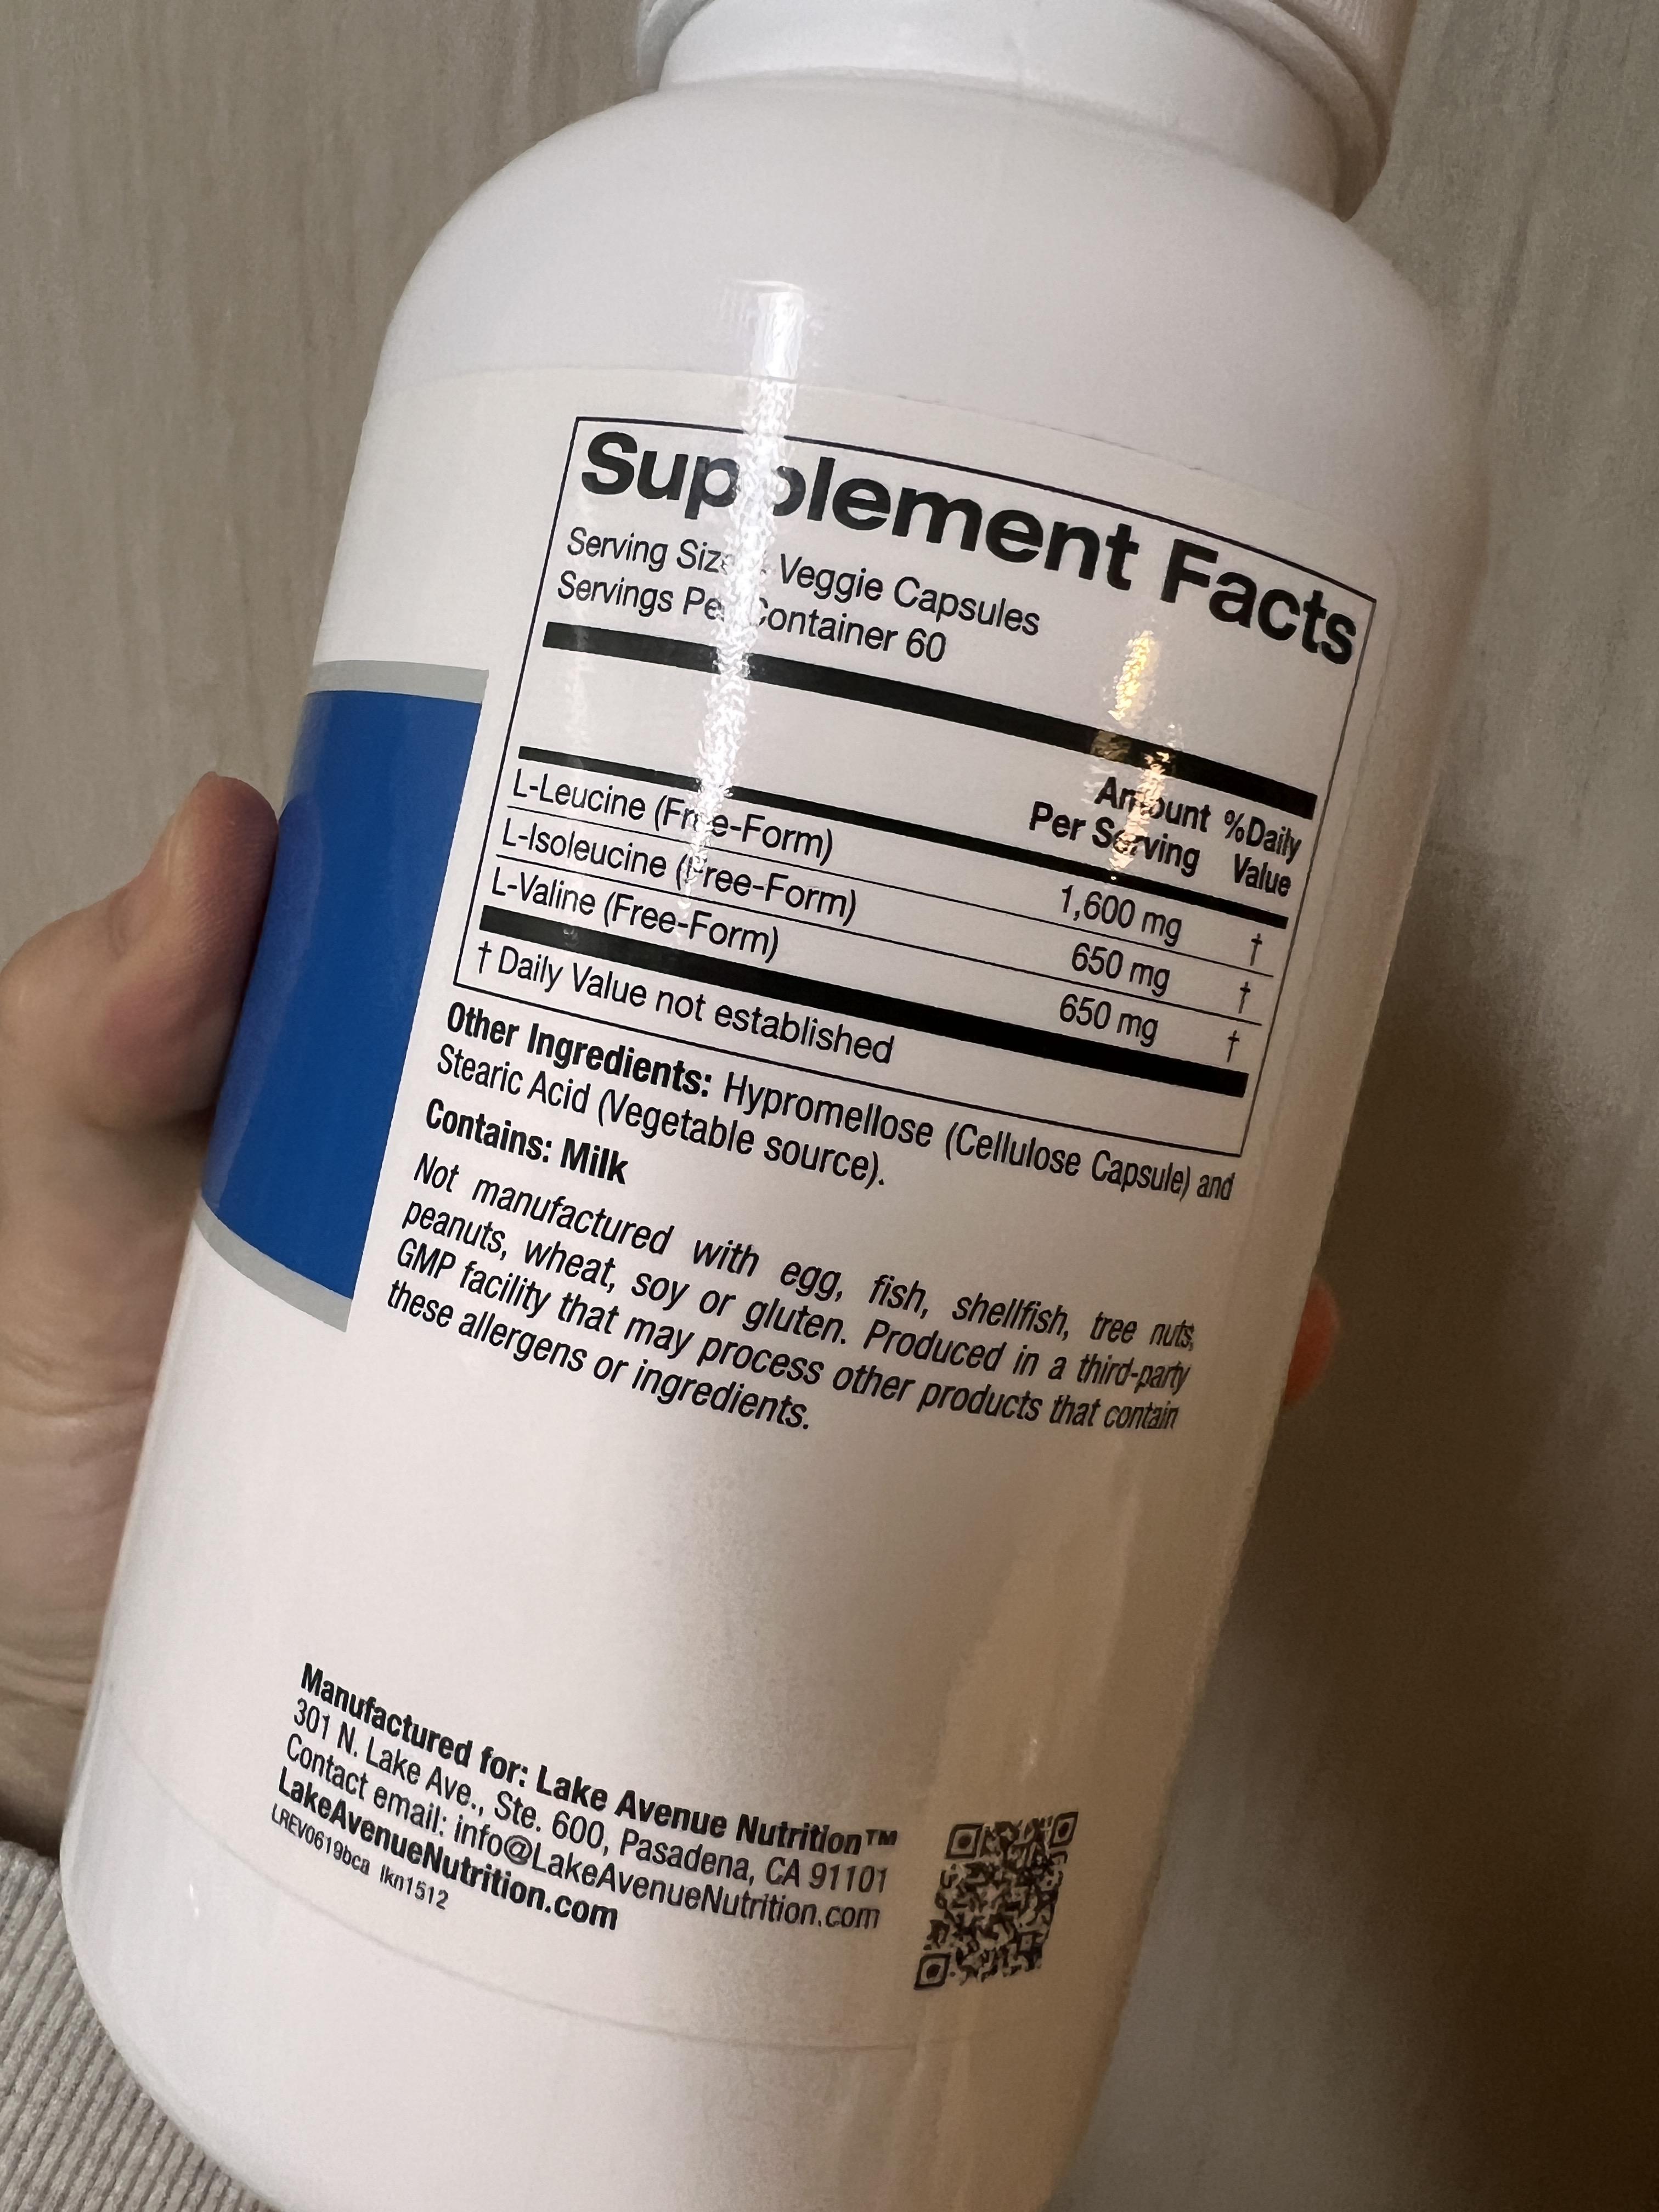 Supplement Facts
Serving Size Veggie Capsules
Servings Per Container 60
Amount
Per Serving
%Daily
Value
L-Leucine (Free-Form) 1,600 mg †
L-Isoleucine (Free-Form) 650 mg †
L-Valine (Free-Form) 650 mg †
† Daily Value not established
Other Ingredients: Hypromellose (Cellulose Capsule) and
Stearic Acid (Vegetable source).
Contains: Milk
Not manufactured with egg, fish, shellfish, tree nuts,
peanuts, wheat, soy or gluten. Produced in a third-party
GMP facility that may process other products that contain
these allergens or ingredients.
Manufactured for: Lake Avenue Nutrition™
301 N. Lake Ave., Ste. 600, Pasadena, CA 91101
Contact email: info@LakeAvenueNutrition.com
LakeAvenueNutrition.com
LREV0619bca lkn1512